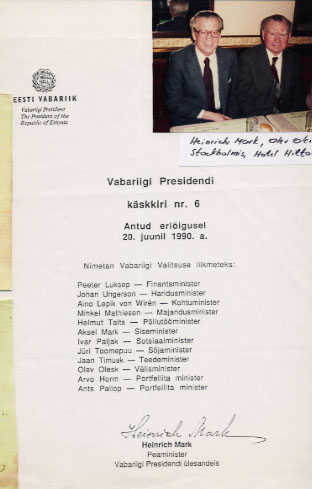 EESTI VABARIIK
Vabariigi President
The President of the
Republic of Estonia
Heinrich Mark, Olev Ole
Stockholmis, Hotel Hilto
Vabariigi Presidendi
käskkiri nr. 6
Antud eriõigusel
20. juunil 1990. a.
Nimetan Vabariigi Valitsuse liikmeteks:
Peeter Luksep — Finantsminister
Johan Ungerson — Haridusminister
Aino Lepik von Wirén — Kohtuminister
Mihkel Mathiesen — Majandusminister
Helmut Talts — Põllutööminister
Aksel Mark — Siseminister
Ivar Paljak — Sotsiaalminister
Jüri Toomepuu — Sõjaminister
Jaan Timusk — Teedeminister
Olev Olesk — Välisminister
Arvo Horm — Portfellita minister
Ants Pallop — Portfellita minister
Heinrich Mark
Heinrich Mark
Peaminister
Vabariigi Presidendi ülesandeis